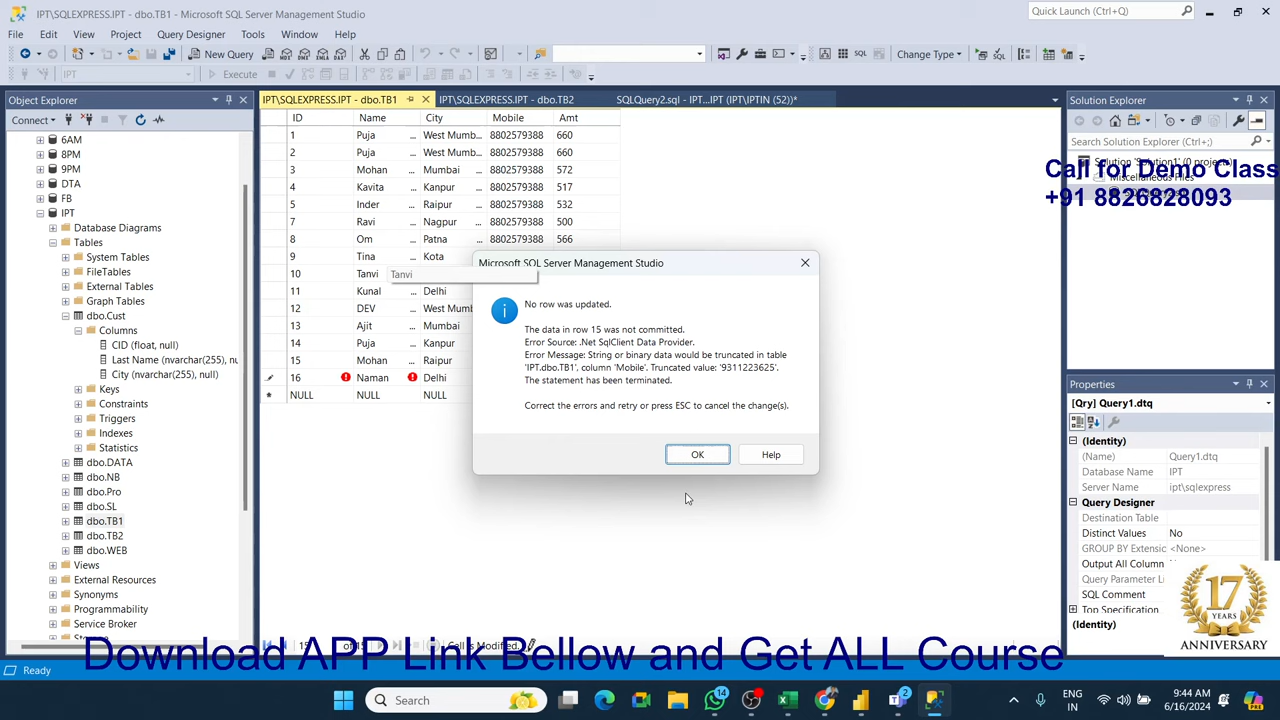 IPT\SQLEXPRESS.IPT - dbo.TB1 - Microsoft SQL Server Management Studio
Quick Launch (Ctrl+Q)
File Edit View Project Query Designer Tools Window Help
New Query
Change Type
IPT
Execute
Object Explorer
Connect
6AM
8PM
9PM
DTA
FB
IPT
Database Diagrams
Tables
System Tables
FileTables
External Tables
Graph Tables
dbo.Cust
Columns
CID (float, null)
Last Name (nvarchar(255), nu
City (nvarchar(255), null)
Keys
Constraints
Triggers
Indexes
Statistics
dbo.DATA
dbo.NB
dbo.Pro
dbo.SL
dbo.TB1
dbo.TB2
dbo.WEB
Views
External Resources
Synonyms
Programmability
Service Broker
IPT\SQLEXPRESS.IPT - dbo.TB1
IPT\SQLEXPRESS.IPT - dbo.TB2
SQLQuery2.sql - IPT...IPT (IPT\IPTIN (52))*
ID Name City Mobile Amt
1 Puja ... West Mumb... 8802579388 660
2 Puja ... West Mumb... 8802579388 660
3 Mohan ... Mumbai ... 8802579388 572
4 Kavita ... Kanpur ... 8802579388 517
5 Inder ... Raipur ... 8802579388 532
7 Ravi ... Nagpur ... 8802579388 500
8 Om ... Patna ... 8802579388 566
9 Tina ... Kota
10 Tanvi
Tanvi
11 Kunal ... Delhi
12 DEV ... West Mumb
13 Ajit ... Mumbai
14 Puja ... Kanpur
15 Mohan ... Raipur
16 Naman Delhi
NULL NULL NULL
Microsoft SQL Server Management Studio
No row was updated.
The data in row 15 was not committed.
Error Source: .Net SqlClient Data Provider.
Error Message: String or binary data would be truncated in table
'IPT.dbo.TB1', column 'Mobile'. Truncated value: '9311223625'.
The statement has been terminated.
Correct the errors and retry or press ESC to cancel the change(s).
OK Help
Solution Explorer
Search Solution Explorer (Ctrl+;)
Solution 'Solution1' (0 projects)
Miscellaneous Files
Call for Demo Class
+91 8826828093
Properties
[Qry] Query1.dtq
(Identity)
(Name) Query1.dtq
Database Name IPT
Server Name ipt\sqlexpress
Query Designer
Destination Table
Distinct Values No
GROUP BY Extensio <None>
Output All Column
Query Parameter Li
SQL Comment
Top Specification
(Identity)
17
YEARS
ANNIVERSARY
Cell is Modified.
Download APP Link Bellow and Get ALL Course
Ready
Search
14
2
ENG
IN
9:44 AM
6/16/2024